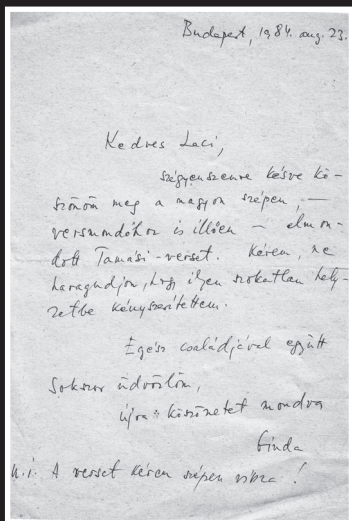 Budapest, 1984. aug. 23.
Kedves Laci,
szégyenszemre késve kö-
szönöm meg a nagyon szépen, —
versmondóhoz is illően — elmon-
dott Tamási-verset. Kérem, ne
haragudjon, hogy ilyen szokatlan hely-
zetbe kényszerítettem.
Egész családjával együtt
sokszor üdvözlöm,
újra köszönetet mondva
Ginda
U.i. A verset kérem szépen vissza!